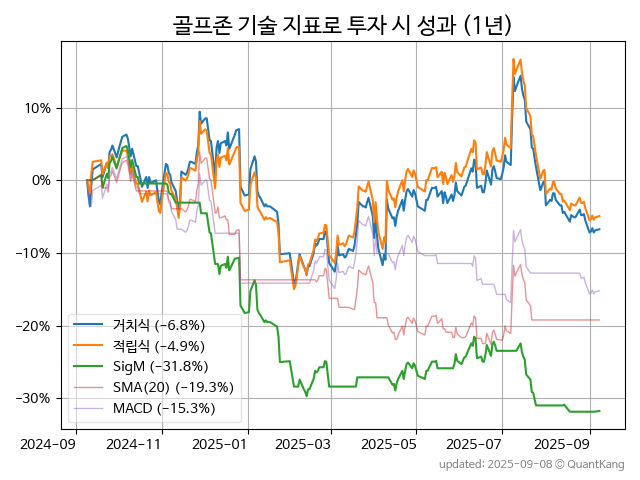 골프존 기술 지표로 투자 시 성과 (1년)
10%
0%
−10%
−20%
−30%
거치식 (−6.8%)
적립식 (−4.9%)
SigM (−31.8%)
SMA(20) (−19.3%)
MACD (−15.3%)
2024-09 2024-11 2025-01 2025-03 2025-05 2025-07 2025-09
updated: 2025-09-08 © QuantKang